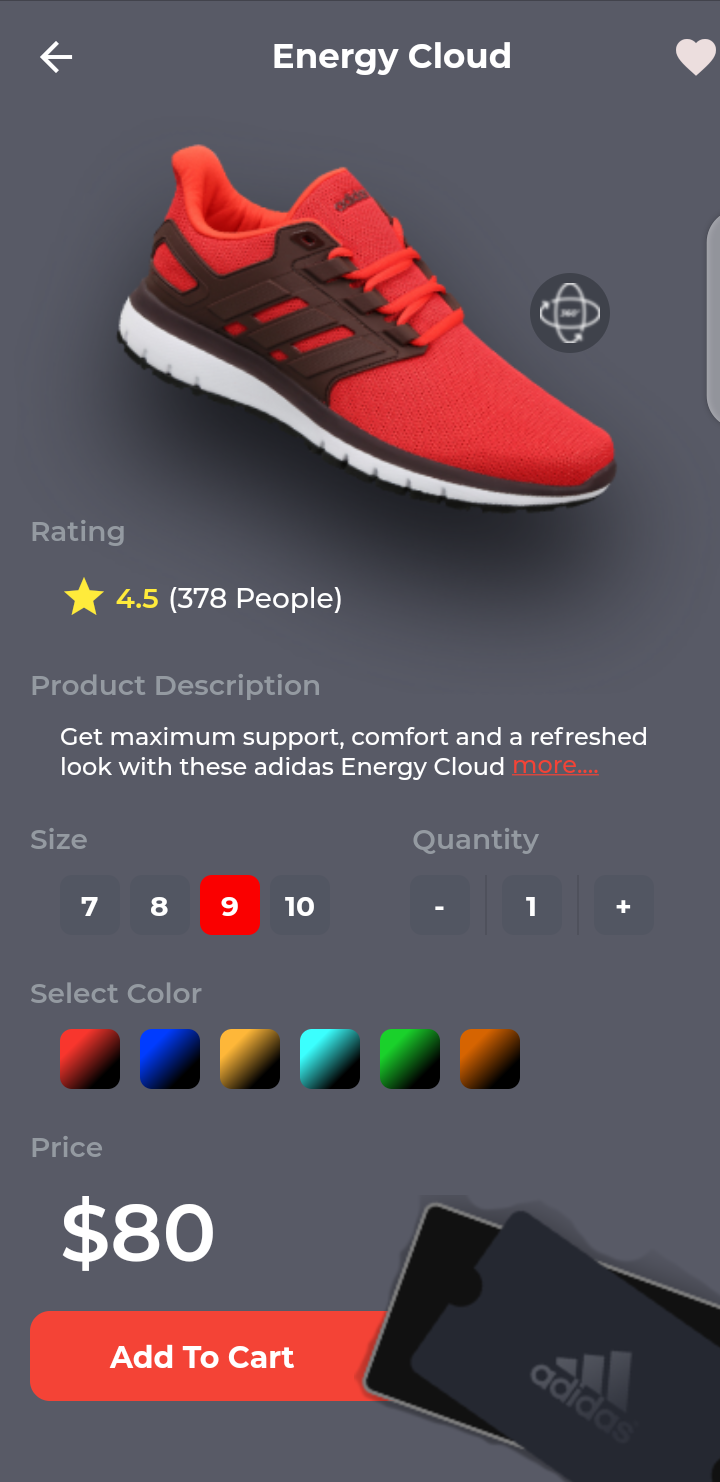 Energy Cloud
adidas
360°
Rating
4.5 (378 People)
Product Description
Get maximum support, comfort and a refreshed
look with these adidas Energy Cloud more....
Size
Quantity
7 8 9 10
- 1 +
Select Color
Price
$80
Add To Cart
adidas